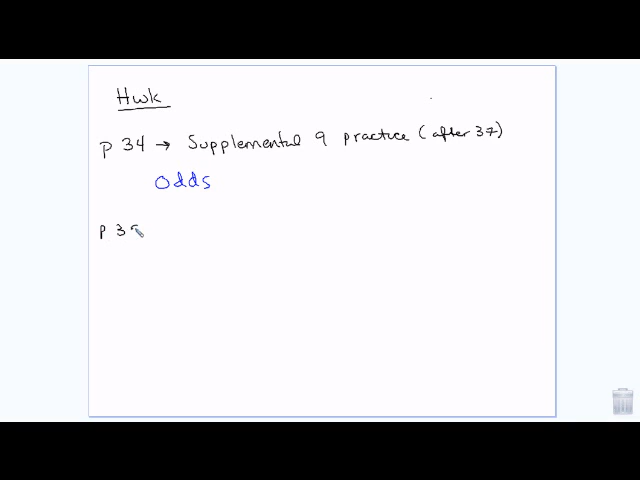 Hwk
p 34 → Supplemental 9 practice (after 37)
Odds
p 3